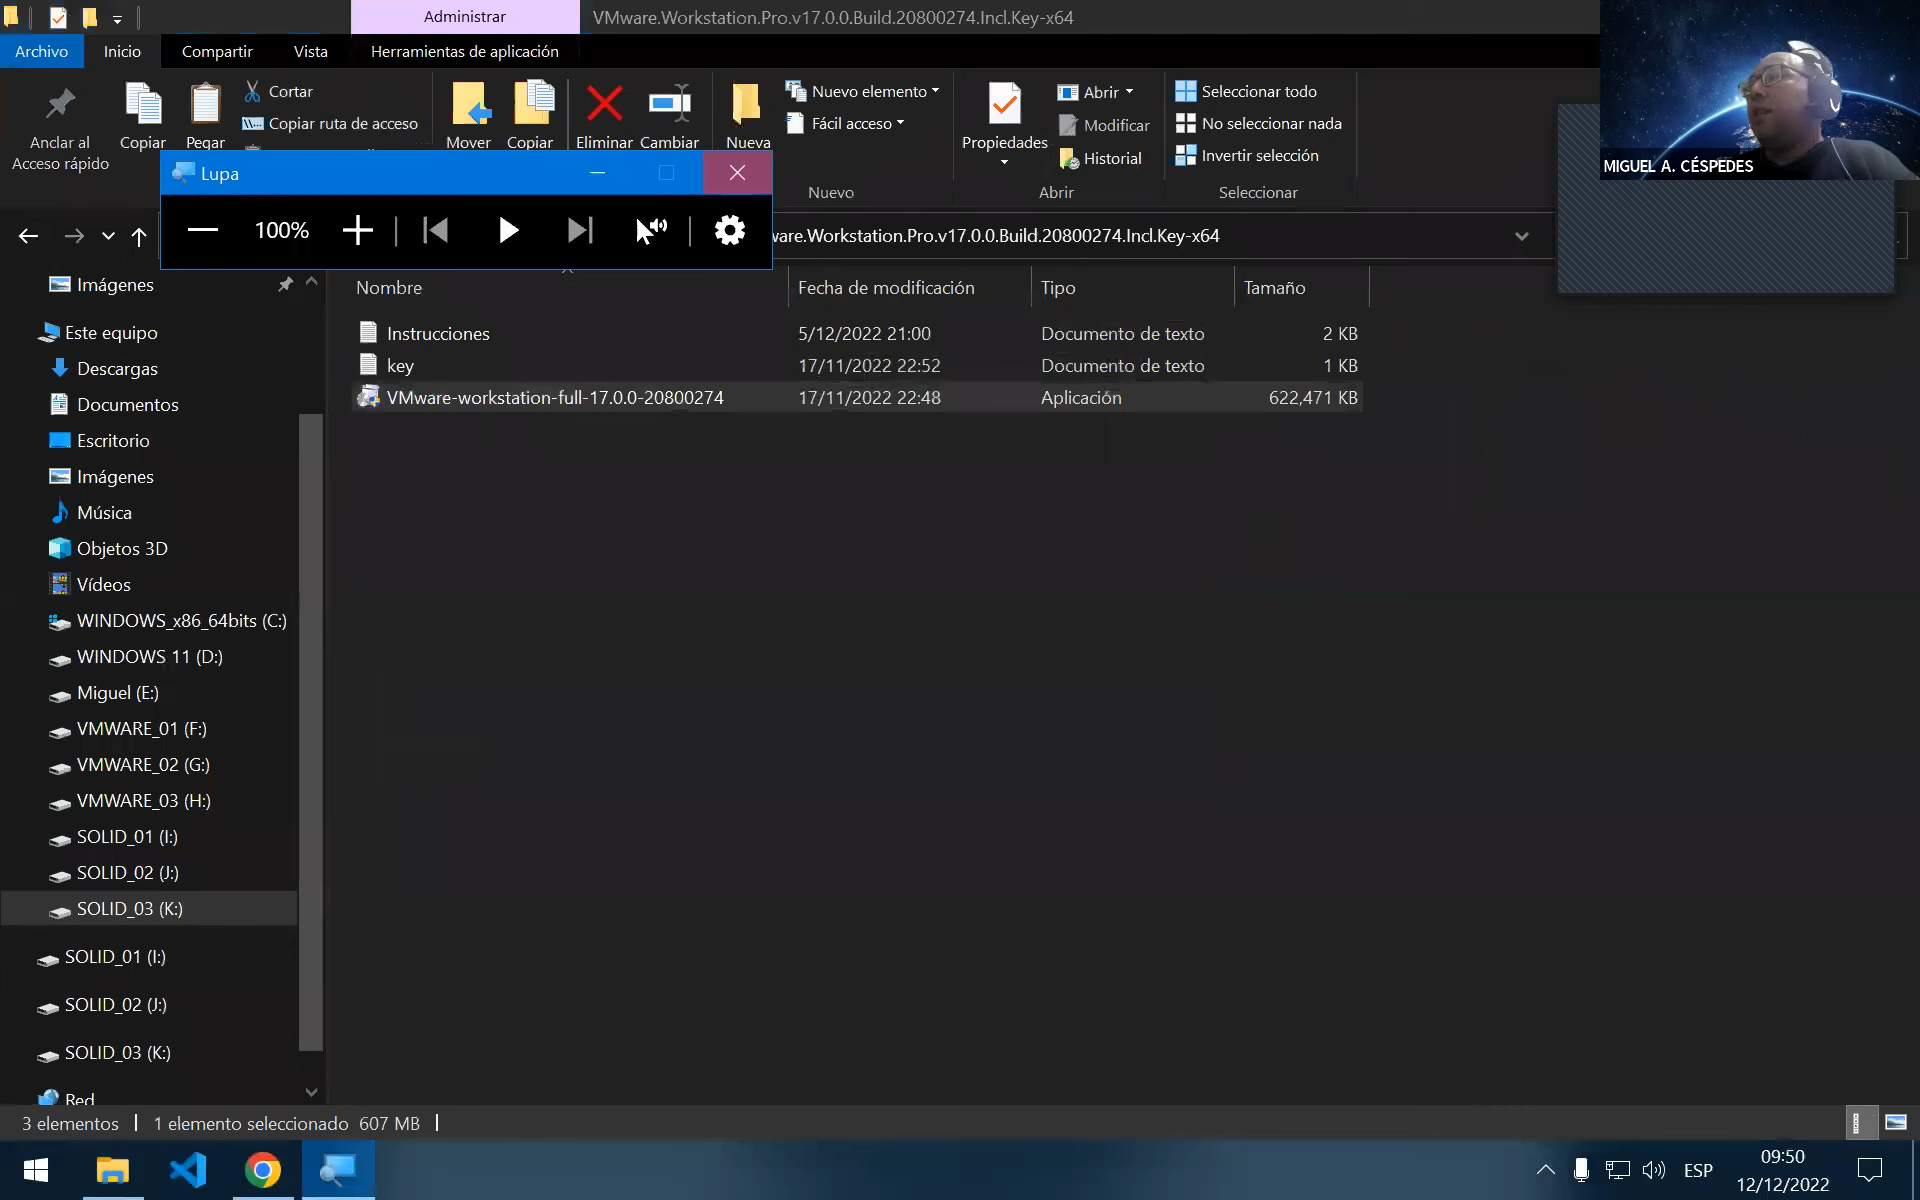 Administrar
VMware.Workstation.Pro.v17.0.0.Build.20800274.Incl.Key-x64
Archivo
Inicio
Compartir
Vista
Herramientas de aplicación
Anclar al
Acceso rápido
Copiar
Pegar
Cortar
Copiar ruta de acceso
Mover
Copiar
Eliminar
Cambiar
Nueva
Nuevo elemento
Fácil acceso
Nuevo
Propiedades
Abrir
Modificar
Historial
Abrir
Seleccionar todo
No seleccionar nada
Invertir selección
Seleccionar
MIGUEL A. CÉSPEDES
Lupa
100%
ware.Workstation.Pro.v17.0.0.Build.20800274.Incl.Key-x64
Nombre
Fecha de modificación
Tipo
Tamaño
Instrucciones
5/12/2022 21:00
Documento de texto
2 KB
key
17/11/2022 22:52
Documento de texto
1 KB
VMware-workstation-full-17.0.0-20800274
17/11/2022 22:48
Aplicación
622,471 KB
Imágenes
Este equipo
Descargas
Documentos
Escritorio
Imágenes
Música
Objetos 3D
Vídeos
WINDOWS_x86_64bits (C:)
WINDOWS 11 (D:)
Miguel (E:)
VMWARE_01 (F:)
VMWARE_02 (G:)
VMWARE_03 (H:)
SOLID_01 (I:)
SOLID_02 (J:)
SOLID_03 (K:)
SOLID_01 (I:)
SOLID_02 (J:)
SOLID_03 (K:)
Red
3 elementos
1 elemento seleccionado 607 MB
ESP
09:50
12/12/2022